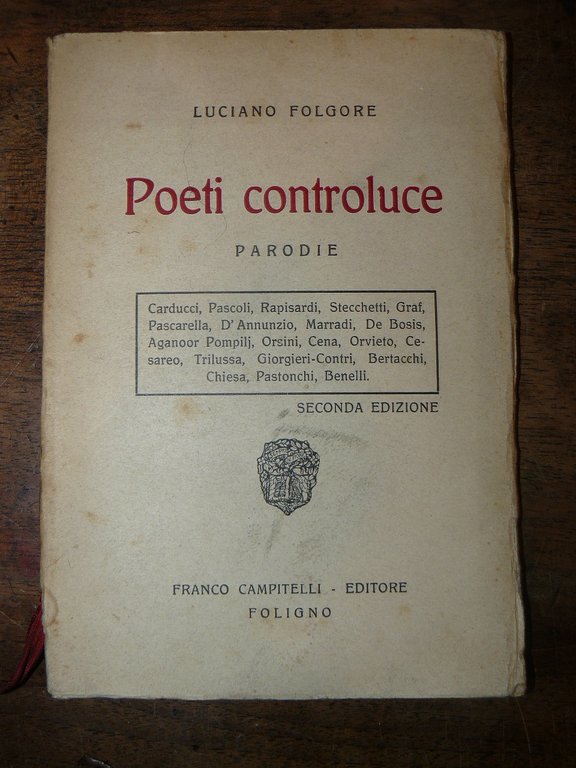 LUCIANO FOLGORE
Poeti controluce
PARODIE
Carducci, Pascoli, Rapisardi, Stecchetti, Graf,
Pascarella, D'Annunzio, Marradi, De Bosis,
Aganoor Pompilj, Orsini, Cena, Orvieto, Ce-
sareo, Trilussa, Giorgieri-Contri, Bertacchi,
Chiesa, Pastonchi, Benelli.
SECONDA EDIZIONE
FRANCO CAMPITELLI - EDITORE
FOLIGNO